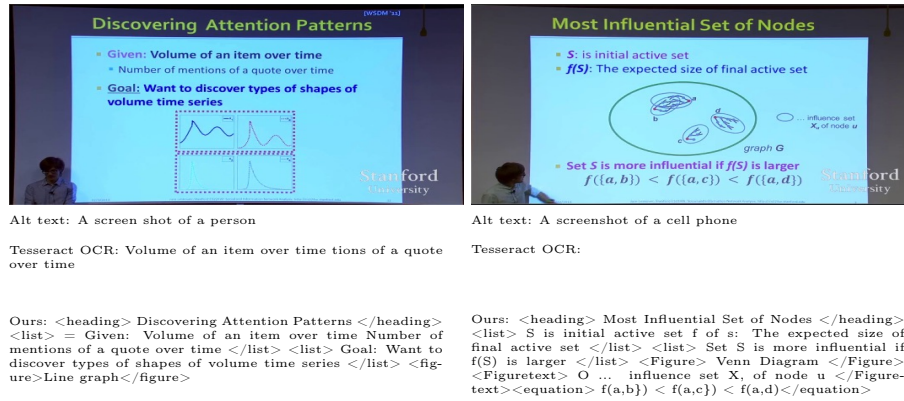 [WSDM '11]
Discovering Attention Patterns
Given: Volume of an item over time
Number of mentions of a quote over time
Goal: Want to discover types of shapes of
volume time series
Stanford
University
Alt text: A screen shot of a person
Tesseract OCR: Volume of an item over time tions of a quote
over time
Ours: <heading> Discovering Attention Patterns </heading>
<list> = Given: Volume of an item over time Number of
mentions of a quote over time </list> <list> Goal: Want to
discover types of shapes of volume time series </list> <fig-
ure>Line graph</figure>
Most Influential Set of Nodes
S: is initial active set
f(S): The expected size of final active set
a
b
c
d
... influence set
Xu of node u
graph G
Set S is more influential if f(S) is larger
f({a, b}) < f({a, c}) < f({a, d})
Stanford
University
Alt text: A screenshot of a cell phone
Tesseract OCR:
Ours: <heading> Most Influential Set of Nodes </heading>
<list> S is initial active set f of s: The expected size of
final active set </list> <list> Set S is more influential if
f(S) is larger </list> <Figure> Venn Diagram </Figure>
<Figuretext> O ... influence set X, of node u </Figure-
text><equation> f(a,b}) < f(a,c}) < f(a,d)</equation>